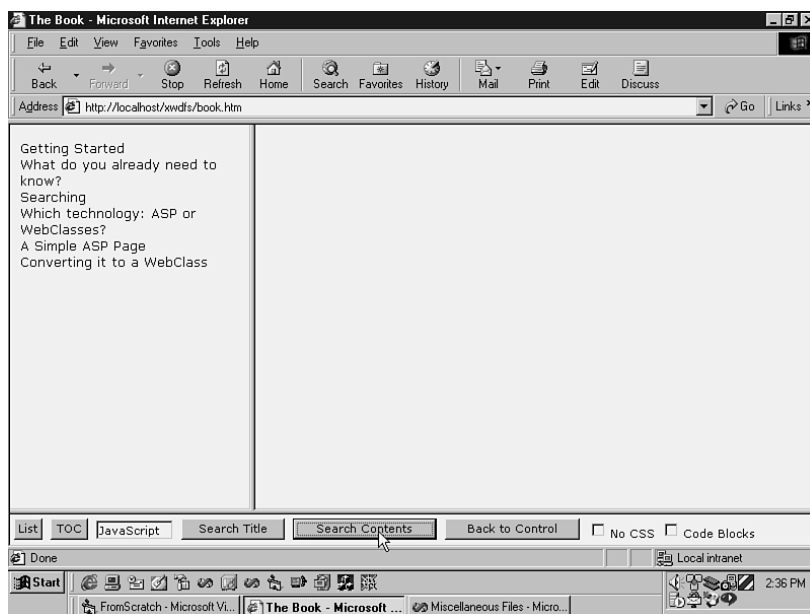 The Book - Microsoft Internet Explorer
File Edit View Favorites Tools Help
Back Forward Stop Refresh Home Search Favorites History Mail Print Edit Discuss
Address http://localhost/xwdfs/book.htm Go Links
Getting Started
What do you already need to
know?
Searching
Which technology: ASP or
WebClasses?
A Simple ASP Page
Converting it to a WebClass
List TOC JavaScript Search Title Search Contents Back to Control No CSS Code Blocks
Done Local intranet
Start 2:36 PM
FromScratch - Microsoft Vi... The Book - Microsoft ... Miscellaneous Files - Micro...